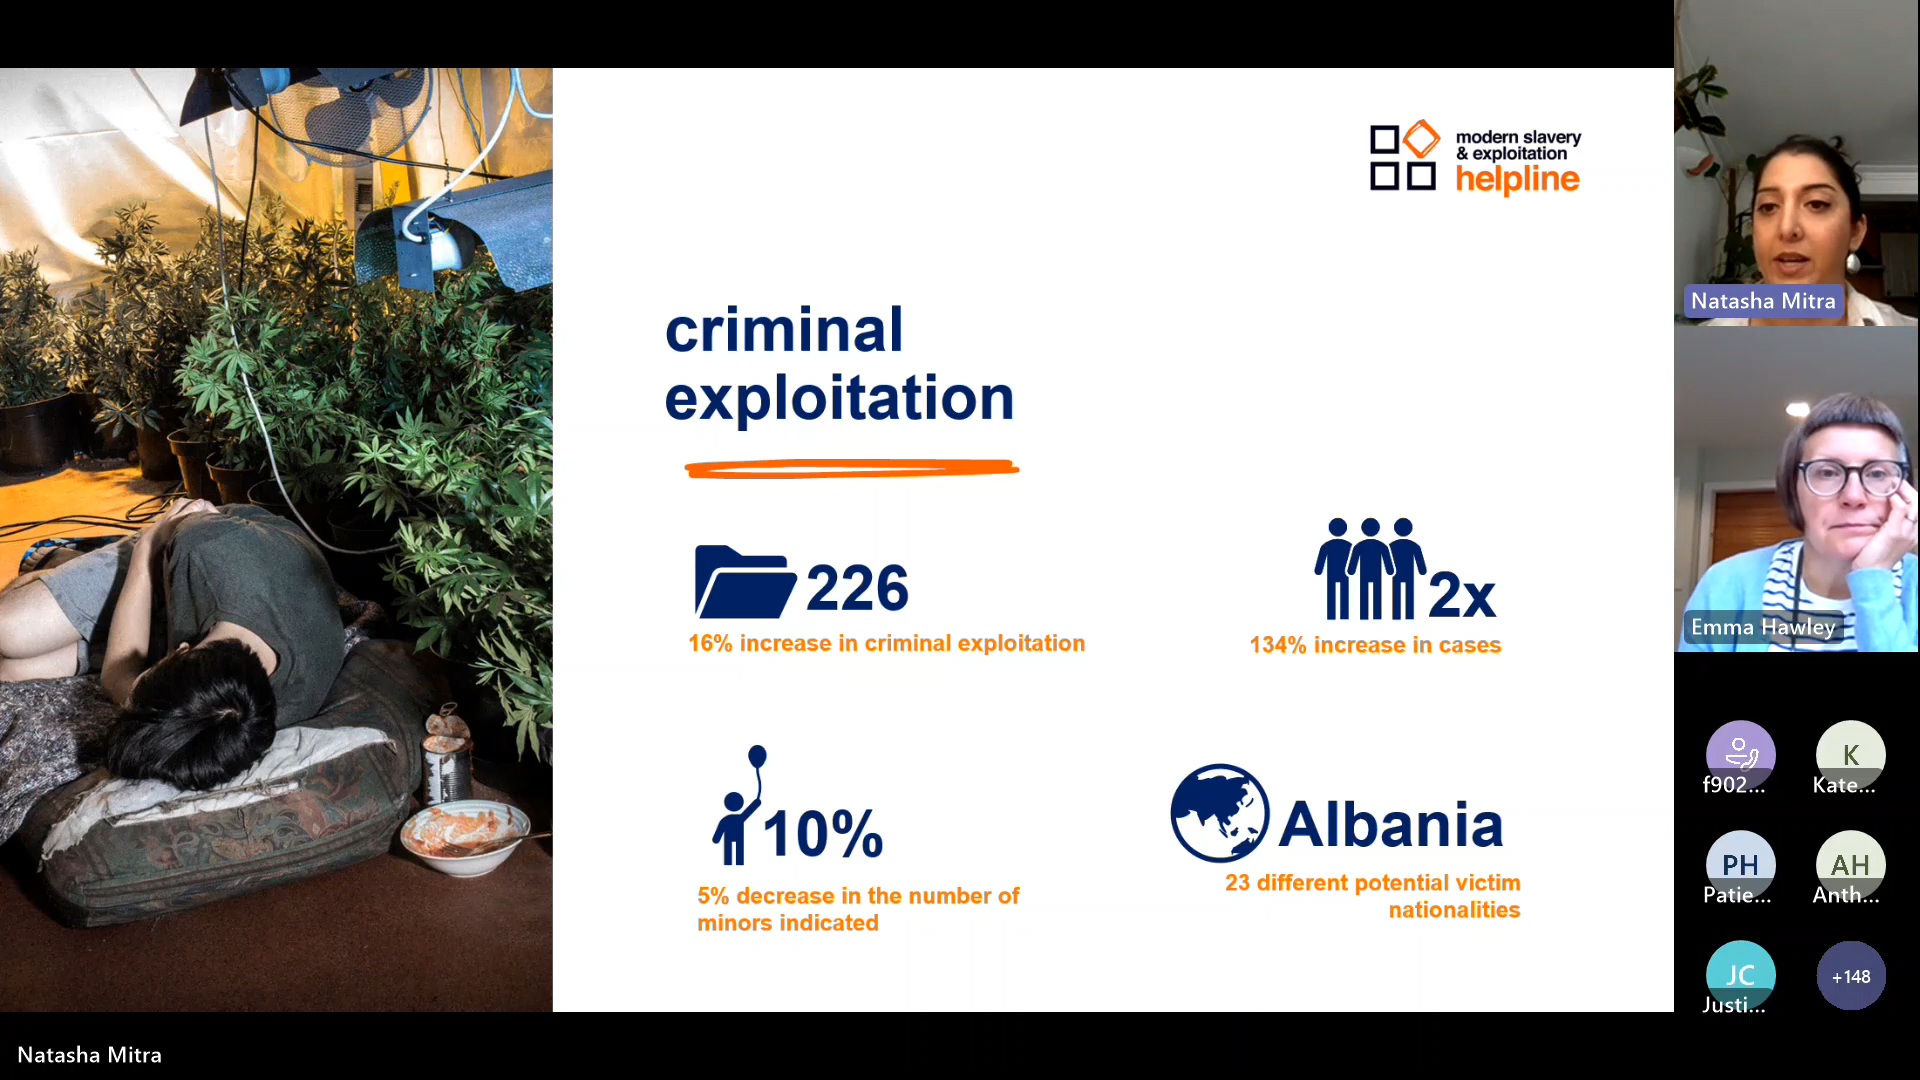 modern slavery
& exploitation
helpline
criminal
exploitation
226
16% increase in criminal exploitation
2x
134% increase in cases
10%
5% decrease in the number of
minors indicated
Albania
23 different potential victim
nationalities
Natasha Mitra
Emma Hawley
f902...
K
Kate...
PH
Patie...
AH
Anth...
JC
Justi...
+148
Natasha Mitra